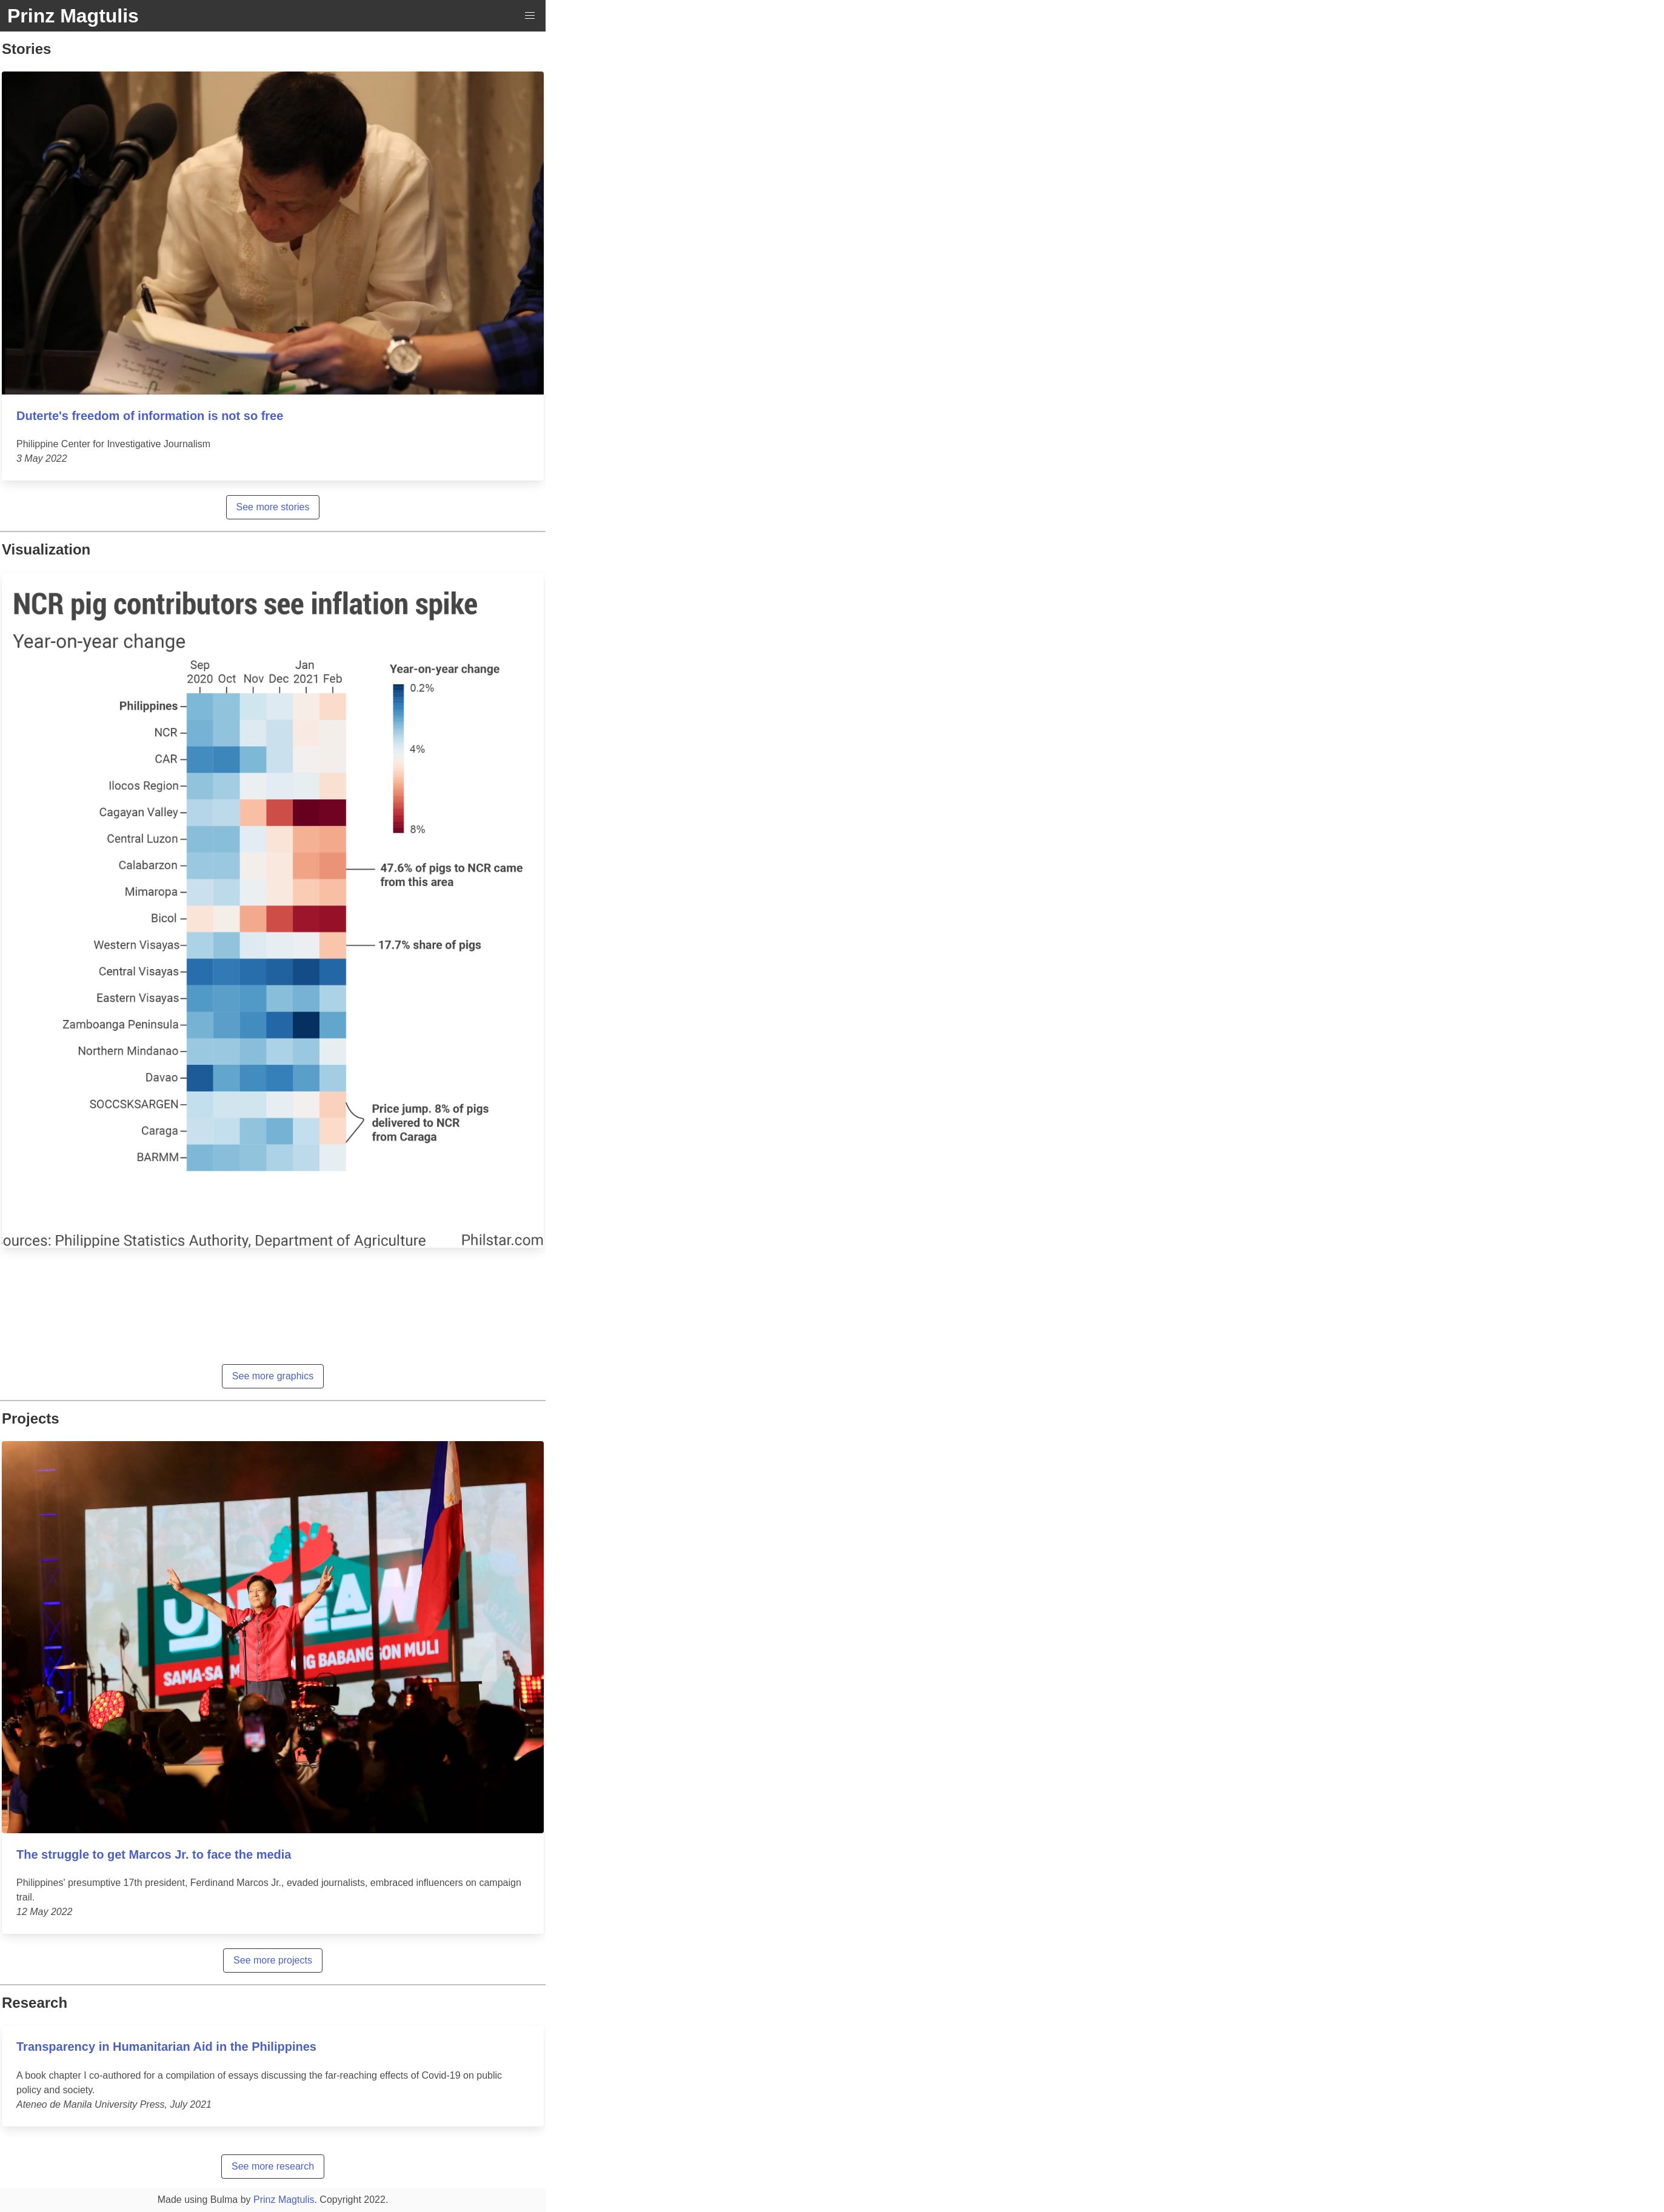 Prinz Magtulis
Stories
Duterte's freedom of information is not so free
Philippine Center for Investigative Journalism
3 May 2022
See more stories
Visualization
NCR pig contributors see inflation spike
Year-on-year change
Sep 2020 Oct Nov Dec Jan 2021 Feb
Year-on-year change
0.2%
4%
8%
Philippines
NCR
CAR
Ilocos Region
Cagayan Valley
Central Luzon
Calabarzon
47.6% of pigs to NCR came
from this area
Mimaropa
Bicol
Western Visayas
17.7% share of pigs
Central Visayas
Eastern Visayas
Zamboanga Peninsula
Northern Mindanao
Davao
SOCCSKSARGEN
Price jump. 8% of pigs
delivered to NCR
from Caraga
Caraga
BARMM
ources: Philippine Statistics Authority, Department of Agriculture
Philstar.com
See more graphics
Projects
SAMA-SA
NG BABANGON MULI
The struggle to get Marcos Jr. to face the media
Philippines' presumptive 17th president, Ferdinand Marcos Jr., evaded journalists, embraced influencers on campaign
trail.
12 May 2022
See more projects
Research
Transparency in Humanitarian Aid in the Philippines
A book chapter I co-authored for a compilation of essays discussing the far-reaching effects of Covid-19 on public
policy and society.
Ateneo de Manila University Press, July 2021
See more research
Made using Bulma by Prinz Magtulis. Copyright 2022.